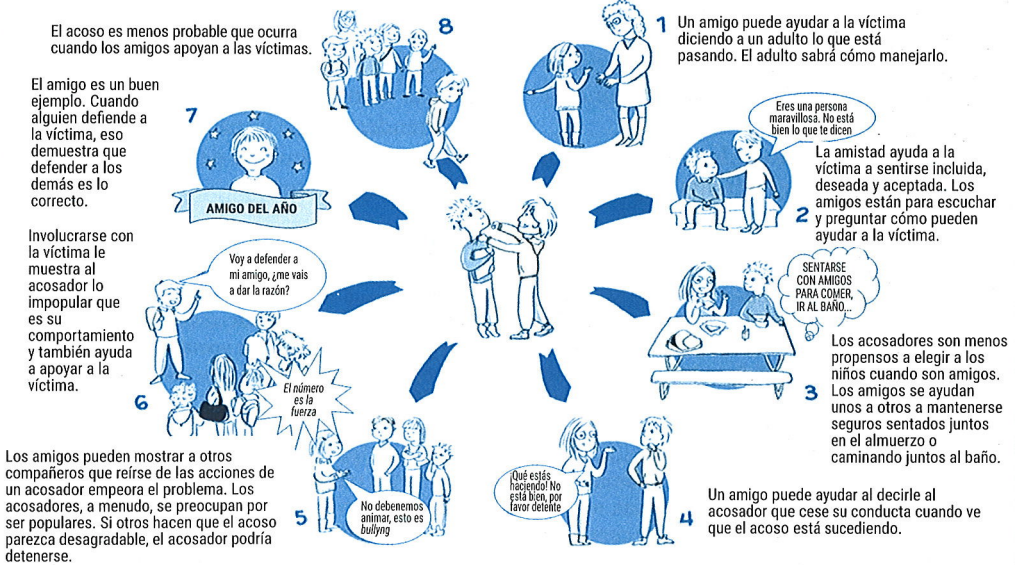 1
Un amigo puede ayudar a la víctima
diciendo a un adulto lo que está
pasando. El adulto sabrá cómo manejarlo.
Eres una persona
maravillosa. No está
bien lo que te dicen
2
La amistad ayuda a la
víctima a sentirse incluida,
deseada y aceptada. Los
amigos están para escuchar
y preguntar cómo pueden
ayudar a la víctima.
SENTARSE
CON AMIGOS
PARA COMER,
IR AL BAÑO...
3
Los acosadores son menos
propensos a elegir a los
niños cuando son amigos.
Los amigos se ayudan
unos a otros a mantenerse
seguros sentados juntos
en el almuerzo o
caminando juntos al baño.
¡Qué estás
haciendo! No
está bien, por
favor detente
4
Un amigo puede ayudar al decirle al
acosador que cese su conducta cuando ve
que el acoso está sucediendo.
5
No debenemos
animar, esto es
bullyng
Los amigos pueden mostrar a otros
compañeros que reírse de las acciones de
un acosador empeora el problema. Los
acosadores, a menudo, se preocupan por
ser populares. Si otros hacen que el acoso
parezca desagradable, el acosador podría
detenerse.
6
Voy a defender a
mi amigo, ¿me vais
a dar la razón?
El número
es la
fuerza
Involucrarse con
la víctima le
muestra al
acosador lo
impopular que
es su
comportamiento
y también ayuda
a apoyar a la
víctima.
7
AMIGO DEL AÑO
El amigo es un buen
ejemplo. Cuando
alguien defiende a
la víctima, eso
demuestra que
defender a los
demás es lo
correcto.
8
El acoso es menos probable que ocurra
cuando los amigos apoyan a las víctimas.